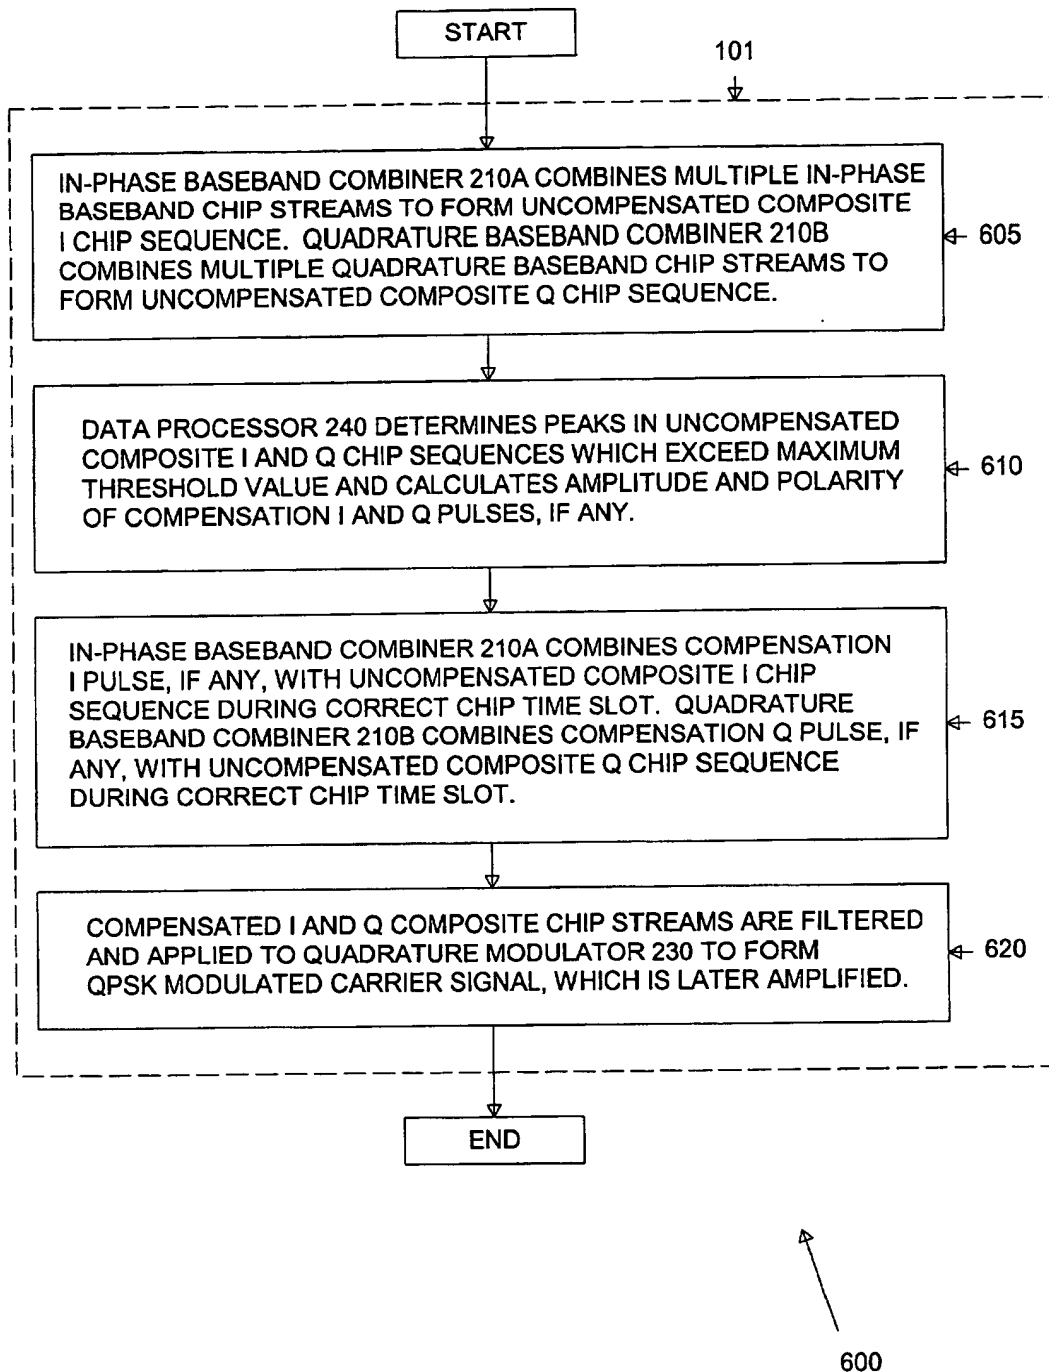 START
101
IN-PHASE BASEBAND COMBINER 210A COMBINES MULTIPLE IN-PHASE
BASEBAND CHIP STREAMS TO FORM UNCOMPENSATED COMPOSITE
I CHIP SEQUENCE. QUADRATURE BASEBAND COMBINER 210B
COMBINES MULTIPLE QUADRATURE BASEBAND CHIP STREAMS TO
FORM UNCOMPENSATED COMPOSITE Q CHIP SEQUENCE.
605
DATA PROCESSOR 240 DETERMINES PEAKS IN UNCOMPENSATED
COMPOSITE I AND Q CHIP SEQUENCES WHICH EXCEED MAXIMUM
THRESHOLD VALUE AND CALCULATES AMPLITUDE AND POLARITY
OF COMPENSATION I AND Q PULSES, IF ANY.
610
IN-PHASE BASEBAND COMBINER 210A COMBINES COMPENSATION
I PULSE, IF ANY, WITH UNCOMPENSATED COMPOSITE I CHIP
SEQUENCE DURING CORRECT CHIP TIME SLOT. QUADRATURE
BASEBAND COMBINER 210B COMBINES COMPENSATION Q PULSE, IF
ANY, WITH UNCOMPENSATED COMPOSITE Q CHIP SEQUENCE
DURING CORRECT CHIP TIME SLOT.
615
COMPENSATED I AND Q COMPOSITE CHIP STREAMS ARE FILTERED
AND APPLIED TO QUADRATURE MODULATOR 230 TO FORM
QPSK MODULATED CARRIER SIGNAL, WHICH IS LATER AMPLIFIED.
620
END
600